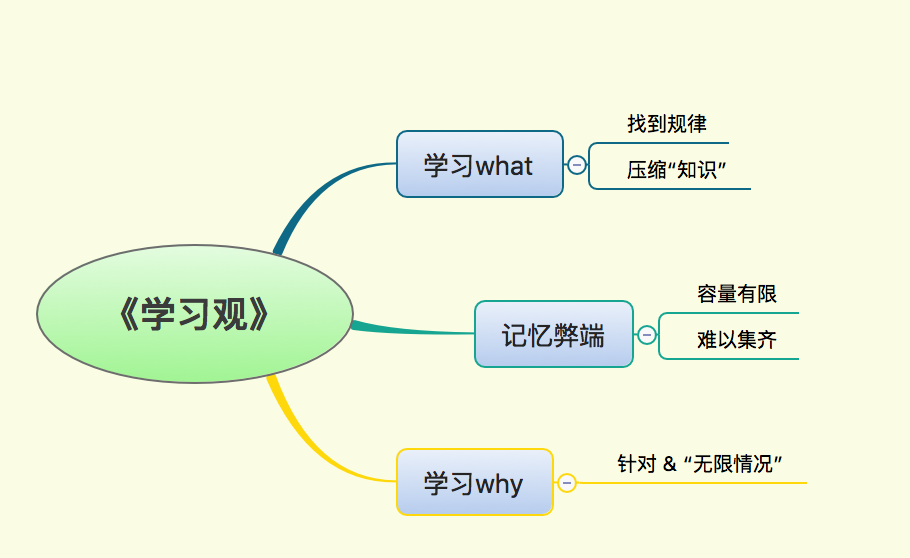 《学习观》
学习what
找到规律
压缩“知识”
记忆弊端
容量有限
难以集齐
学习why
针对 & “无限情况”